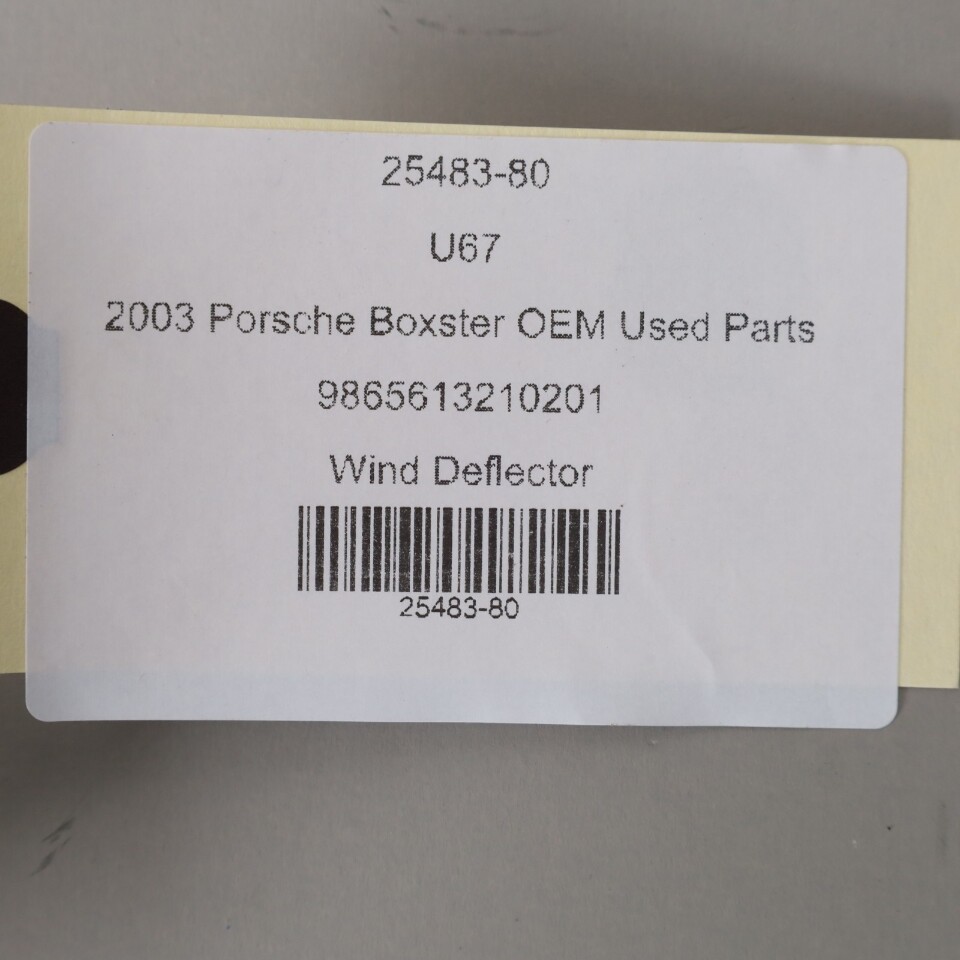 25483-80
U67
2003 Porsche Boxster OEM Used Parts
9865613210201
Wind Deflector
25483-80